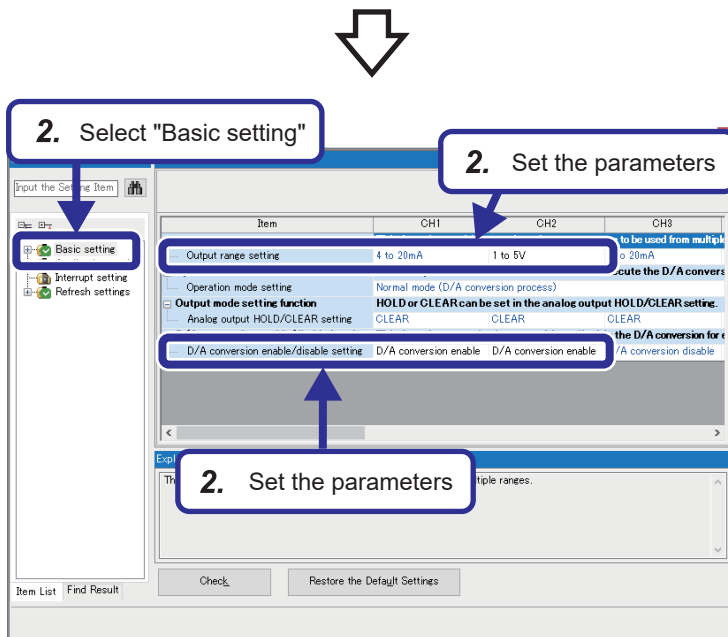 2. Select "Basic setting"
2. Set the parameters
Input the Setting Item
Item CH1 CH2 CH3
to be used from multiple
Output range setting 4 to 20mA 1 to 5V to 20mA
ecute the D/A convers
Operation mode setting Normal mode (D/A conversion process)
Output mode setting function HOLD or CLEAR can be set in the analog output HOLD/CLEAR setting.
Analog output HOLD/CLEAR setting CLEAR CLEAR CLEAR
the D/A conversion for e
D/A conversion enable/disable setting D/A conversion enable D/A conversion enable /A conversion disable
Basic setting
Interrupt setting
Refresh settings
2. Set the parameters
Expl
Th tiple ranges.
Check Restore the Default Settings
Item List Find Result